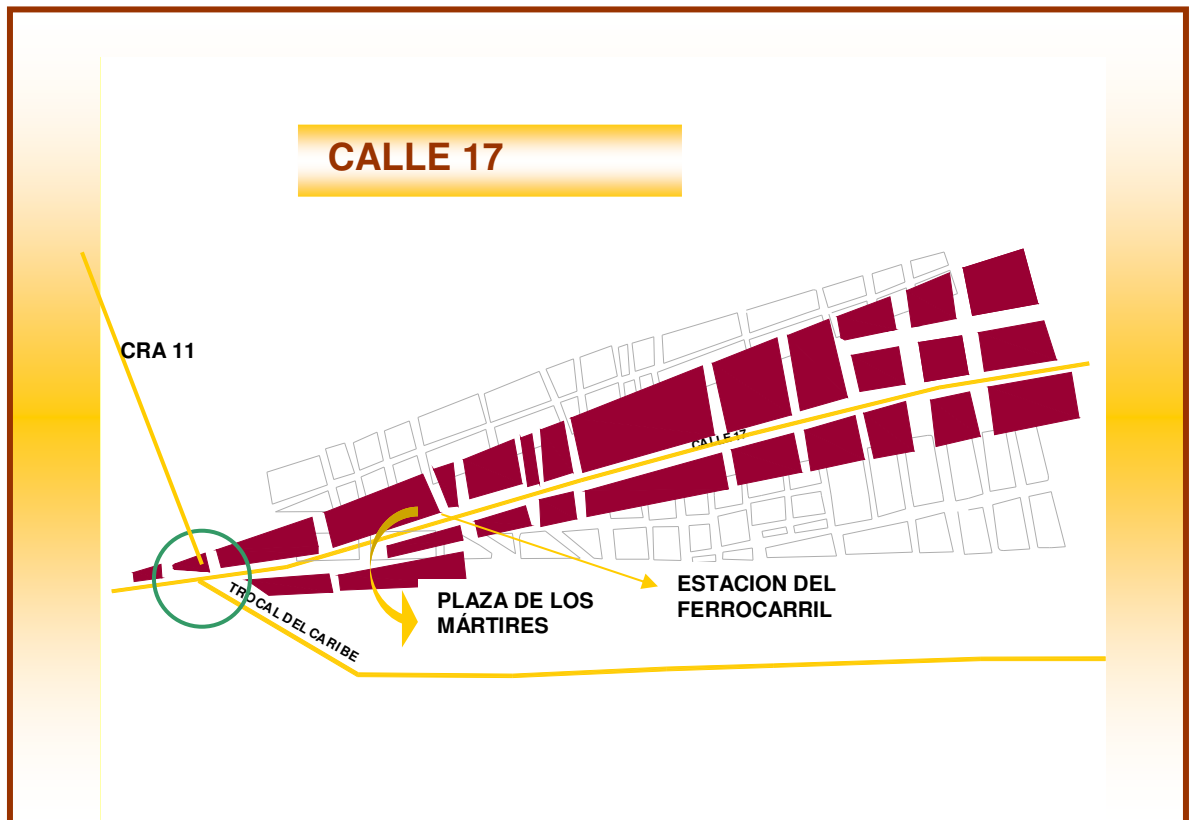 CALLE 17
CRA 11
CALLE 17
ESTACION DEL
FERROCARRIL
PLAZA DE LOS
MÁRTIRES
TROCAL DEL CARIBE